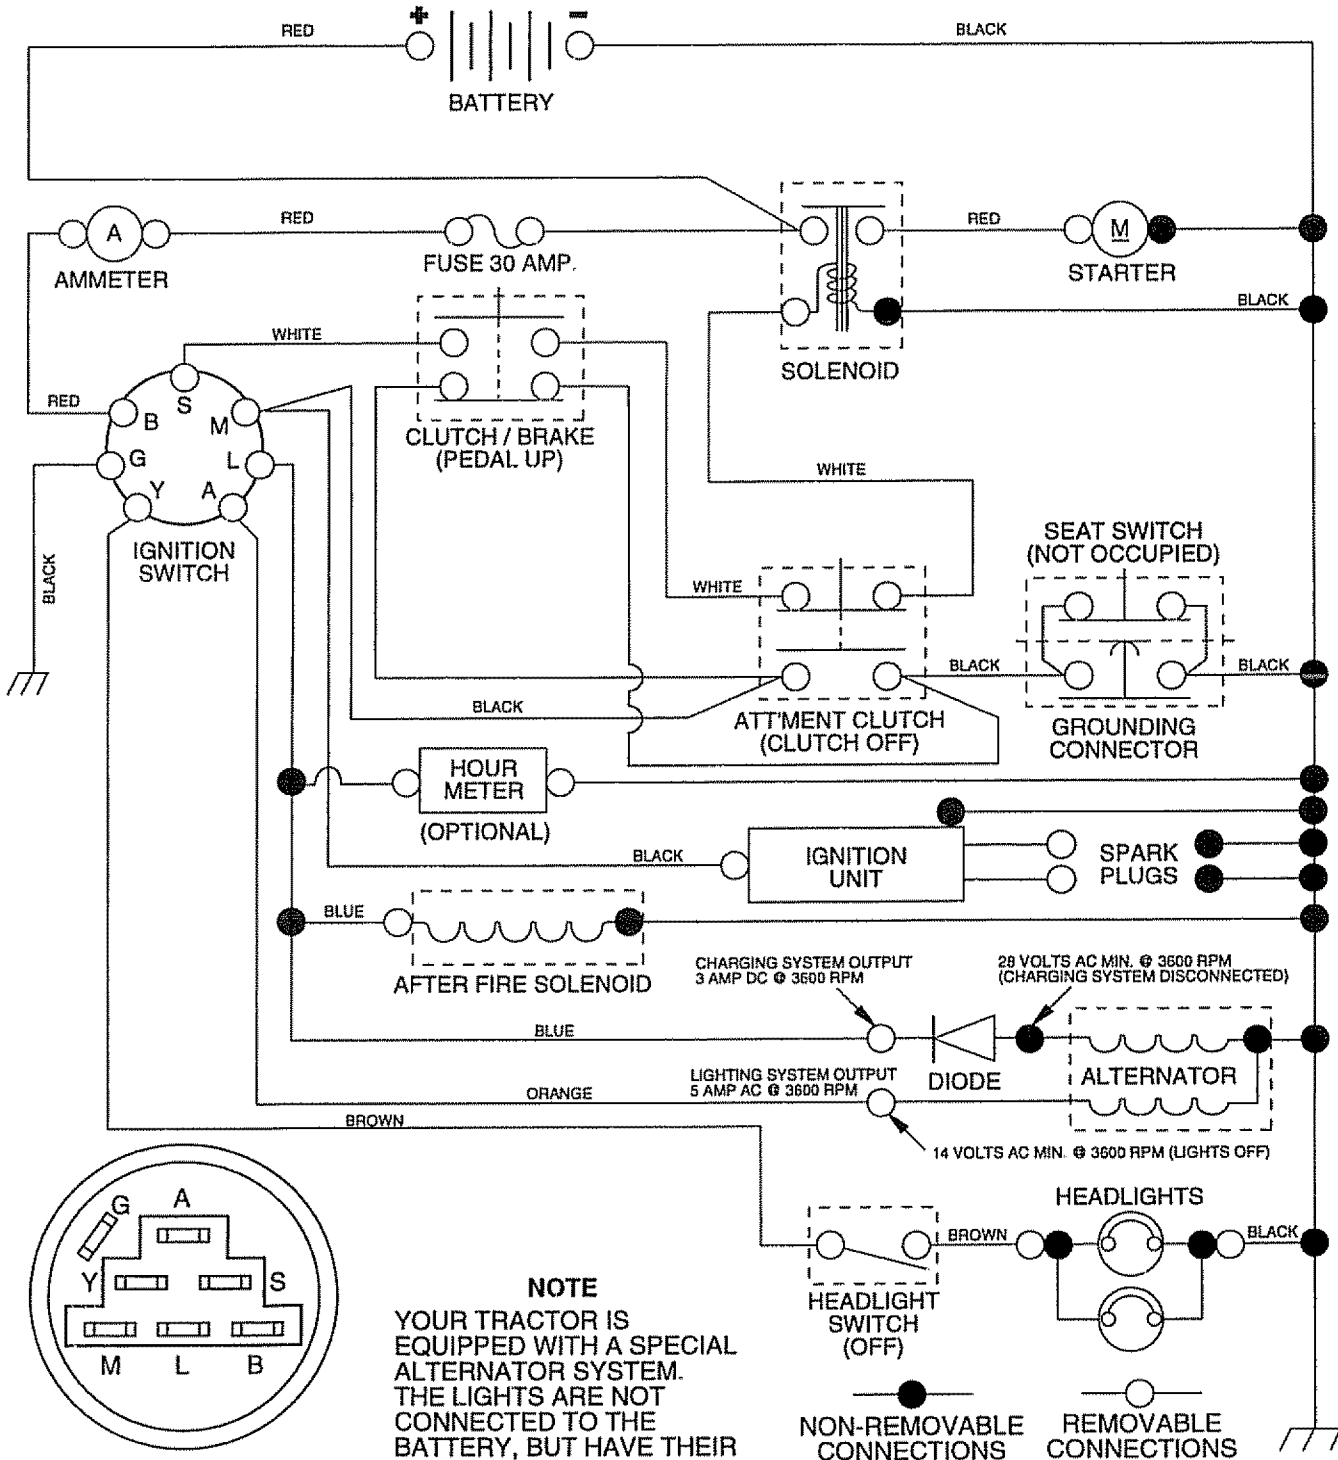 + -
RED
BLACK
BATTERY
RED
RED
A
M
AMMETER
FUSE 30 AMP.
STARTER
BLACK
WHITE
SOLENOID
S
RED
B
M
CLUTCH / BRAKE
(PEDAL UP)
G
L
WHITE
Y
A
IGNITION
SWITCH
BLACK
SEAT SWITCH
(NOT OCCUPIED)
WHITE
BLACK
BLACK
BLACK
ATT'MENT CLUTCH
(CLUTCH OFF)
GROUNDING
CONNECTOR
HOUR
METER
(OPTIONAL)
BLACK
IGNITION
UNIT
SPARK
PLUGS
BLUE
AFTER FIRE SOLENOID
CHARGING SYSTEM OUTPUT
3 AMP DC @ 3600 RPM
28 VOLTS AC MIN. @ 3600 RPM
(CHARGING SYSTEM DISCONNECTED)
BLUE
DIODE
ALTERNATOR
LIGHTING SYSTEM OUTPUT
5 AMP AC @ 3600 RPM
ORANGE
BROWN
14 VOLTS AC MIN. @ 3600 RPM (LIGHTS OFF)
HEADLIGHTS
BROWN
BLACK
HEADLIGHT
SWITCH
(OFF)
G
A
Y
S
M
L
B
NOTE
YOUR TRACTOR IS
EQUIPPED WITH A SPECIAL
ALTERNATOR SYSTEM.
THE LIGHTS ARE NOT
CONNECTED TO THE
BATTERY, BUT HAVE THEIR
NON-REMOVABLE
CONNECTIONS
REMOVABLE
CONNECTIONS